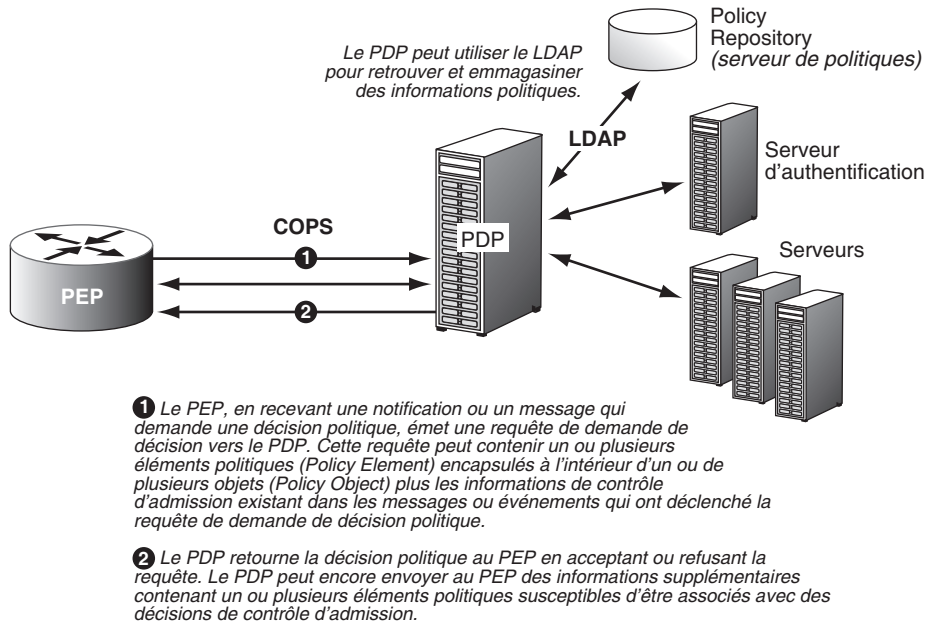 Policy
Repository
(serveur de politiques)
Le PDP peut utiliser le LDAP
pour retrouver et emmagasiner
des informations politiques.
LDAP
Serveur
d'authentification
COPS
1
PDP
Serveurs
PEP
2
1 Le PEP, en recevant une notification ou un message qui
demande une décision politique, émet une requête de demande de
décision vers le PDP. Cette requête peut contenir un ou plusieurs
éléments politiques (Policy Element) encapsulés à l'intérieur d'un ou de
plusieurs objets (Policy Object) plus les informations de contrôle
d'admission existant dans les messages ou événements qui ont déclenché la
requête de demande de décision politique.
2 Le PDP retourne la décision politique au PEP en acceptant ou refusant la
requête. Le PDP peut encore envoyer au PEP des informations supplémentaires
contenant un ou plusieurs éléments politiques susceptibles d'être associés avec des
décisions de contrôle d'admission.